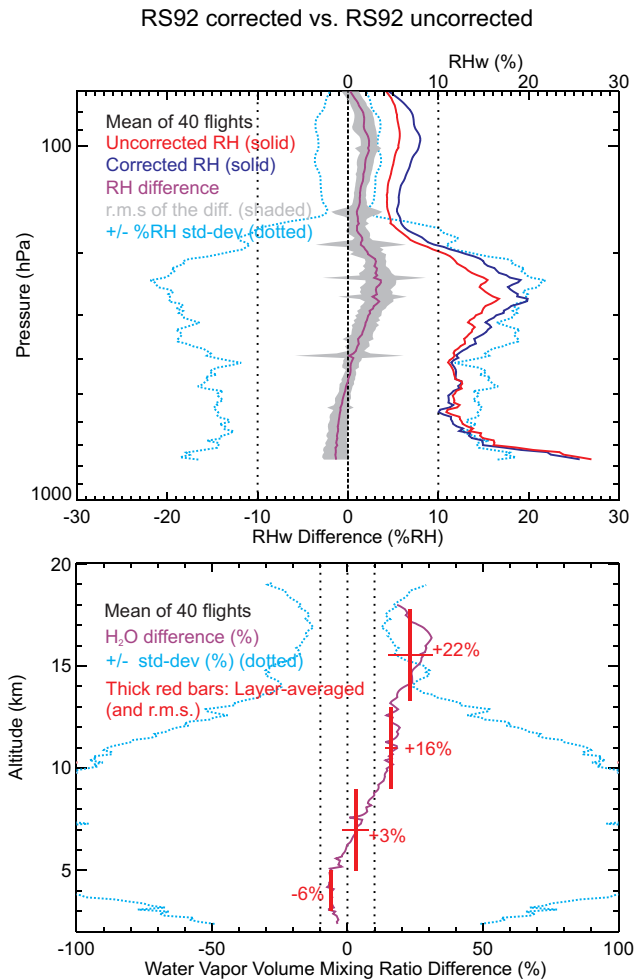 RS92 corrected vs. RS92 uncorrected
RHw (%)
0 10 20 30
Mean of 40 flights
Uncorrected RH (solid)
Corrected RH (solid)
RH difference
r.m.s of the diff. (shaded)
+/- %RH std-dev (dotted)
100
1000
Pressure (hPa)
-30 -20 -10 0 10 20 30
RHw Difference (%RH)
20
15
10
5
Altitude (km)
Mean of 40 flights
H₂O difference (%)
+/- std-dev (%) (dotted)
Thick red bars: Layer-averaged
(and r.m.s.)
+22%
+16%
+3%
-6%
-100 -50 0 50 100
Water Vapor Volume Mixing Ratio Difference (%)